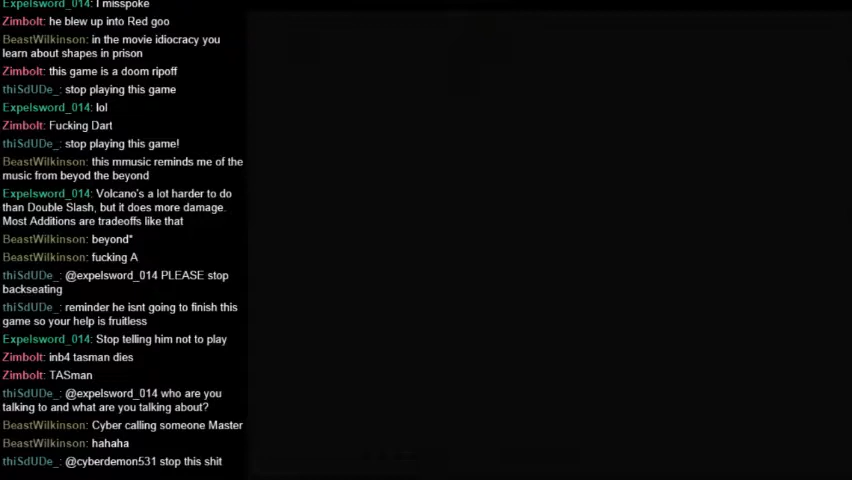 Expelsword_014: I misspoke
Zimbolt: he blew up into Red goo
BeastWilkinson: in the movie idiocracy you
learn about shapes in prison
Zimbolt: this game is a doom ripoff
thiSdUDe_: stop playing this game
Expelsword_014: lol
Zimbolt: Fucking Dart
thiSdUDe_: stop playing this game!
BeastWilkinson: this mmusic reminds me of the
music from beyod the beyond
Expelsword_014: Volcano's a lot harder to do
than Double Slash, but it does more damage.
Most Additions are tradeoffs like that
BeastWilkinson: beyond*
BeastWilkinson: fucking A
thiSdUDe_: @expelsword_014 PLEASE stop
backseating
thiSdUDe_: reminder he isnt going to finish this
game so your help is fruitless
Expelsword_014: Stop telling him not to play
Zimbolt: inb4 tasman dies
Zimbolt: TASman
thiSdUDe_: @expelsword_014 who are you
talking to and what are you talking about?
BeastWilkinson: Cyber calling someone Master
BeastWilkinson: hahaha
thiSdUDe_: @cyberdemon531 stop this shit